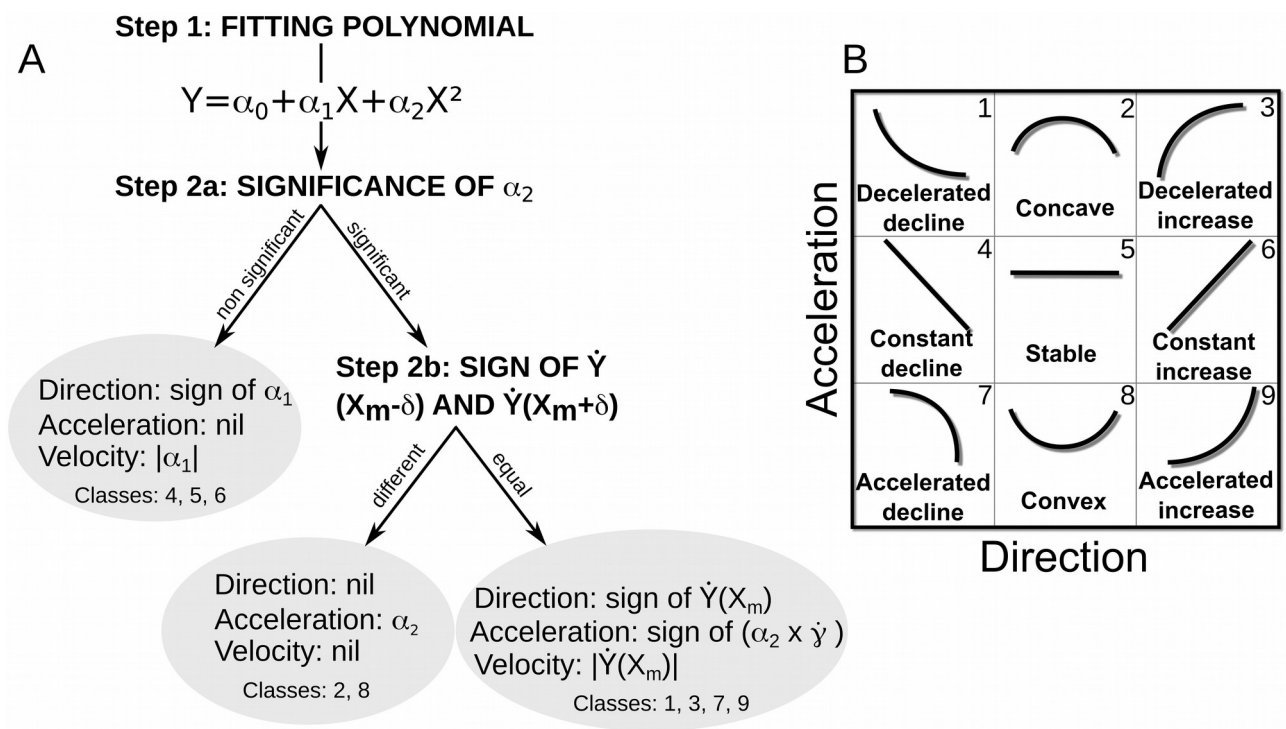 Step 1: FITTING POLYNOMIAL
A
Y=α₀+α₁X+α₂X²
Step 2a: SIGNIFICANCE OF α₂
non significant
significant
Direction: sign of α₁
Acceleration: nil
Velocity: |α₁|
Classes: 4, 5, 6
Step 2b: SIGN OF Ẏ
(Xm-δ) AND Ẏ(Xm+δ)
different
equal
Direction: nil
Acceleration: α₂
Velocity: nil
Classes: 2, 8
Direction: sign of Ẏ(Xm)
Acceleration: sign of (α₂ x γ̇ )
Velocity: |Ẏ(Xm)|
Classes: 1, 3, 7, 9
B
Acceleration
1
Decelerated
decline
2
Concave
3
Decelerated
increase
4
Constant
decline
5
Stable
6
Constant
increase
7
Accelerated
decline
8
Convex
9
Accelerated
increase
Direction